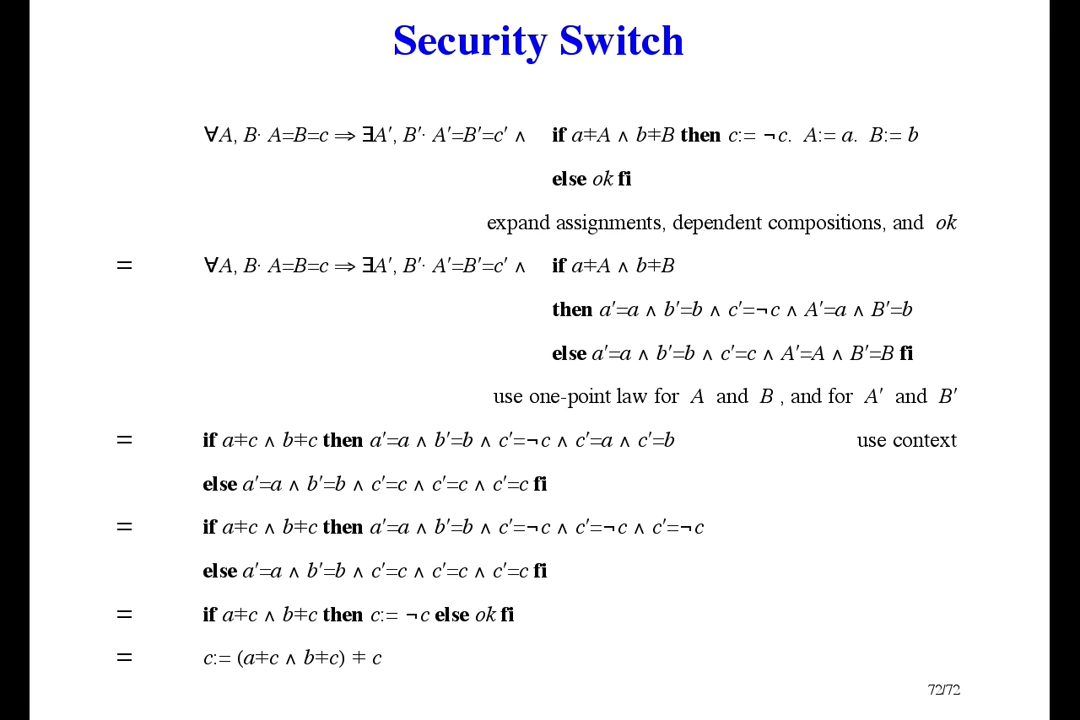 Security Switch
∀A, B· A=B=c ⇒ ∃A′, B′· A′=B′=c′ ∧ if a⧧A ∧ b⧧B then c:= ¬c. A:= a. B:= b
else ok fi
expand assignments, dependent compositions, and ok
= ∀A, B· A=B=c ⇒ ∃A′, B′· A′=B′=c′ ∧ if a⧧A ∧ b⧧B
then a′=a ∧ b′=b ∧ c′=¬c ∧ A′=a ∧ B′=b
else a′=a ∧ b′=b ∧ c′=c ∧ A′=A ∧ B′=B fi
use one-point law for A and B , and for A′ and B′
= if a⧧c ∧ b⧧c then a′=a ∧ b′=b ∧ c′=¬c ∧ c′=a ∧ c′=b use context
else a′=a ∧ b′=b ∧ c′=c ∧ c′=c ∧ c′=c fi
= if a⧧c ∧ b⧧c then a′=a ∧ b′=b ∧ c′=¬c ∧ c′=¬c ∧ c′=¬c
else a′=a ∧ b′=b ∧ c′=c ∧ c′=c ∧ c′=c fi
= if a⧧c ∧ b⧧c then c:= ¬c else ok fi
= c:= (a⧧c ∧ b⧧c) ⧧ c
72/72